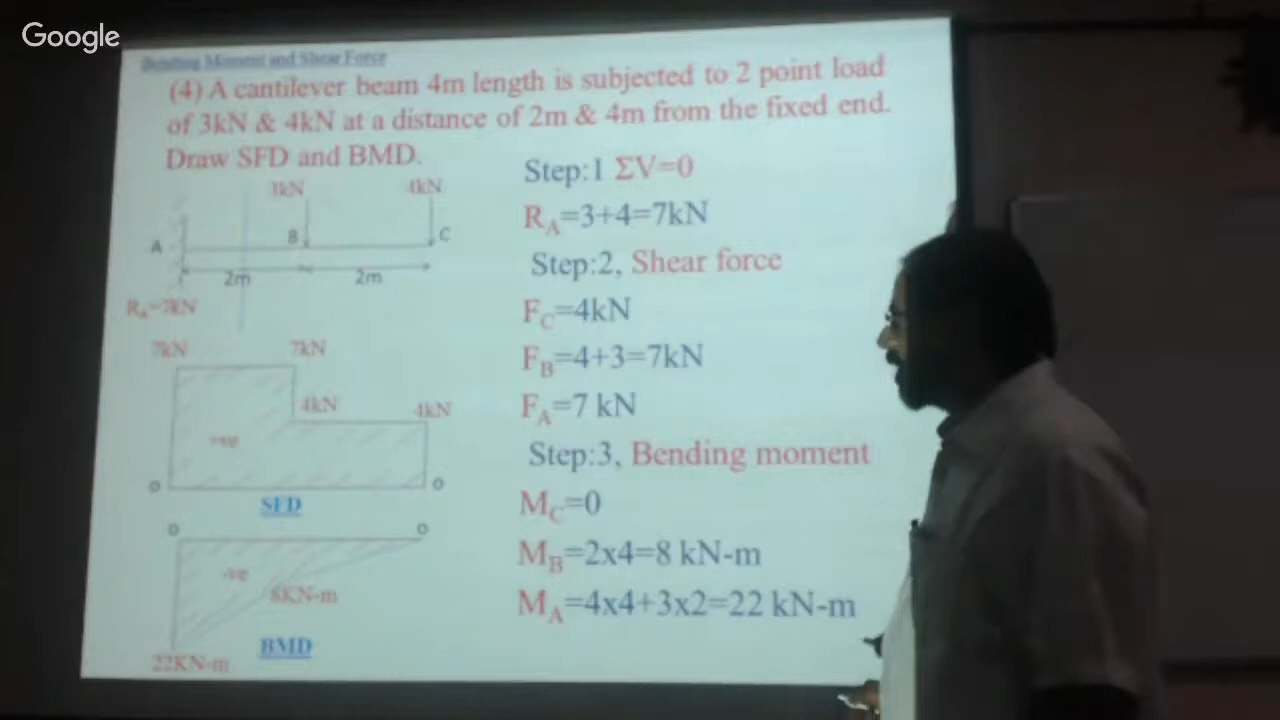 Google
Bending Moment and Shear Force
(4) A cantilever beam 4m length is subjected to 2 point load
of 3kN & 4kN at a distance of 2m & 4m from the fixed end.
Draw SFD and BMD.
3kN
4kN
A
B
C
2m
2m
RA=7kN
7kN
7kN
4kN
4kN
+ve
o
o
SFD
o
o
-ve
8KN-m
22KN-m
BMD
Step:1 ΣV=0
RA=3+4=7kN
Step:2, Shear force
FC=4kN
FB=4+3=7kN
FA=7 kN
Step:3, Bending moment
MC=0
MB=2x4=8 kN-m
MA=4x4+3x2=22 kN-m